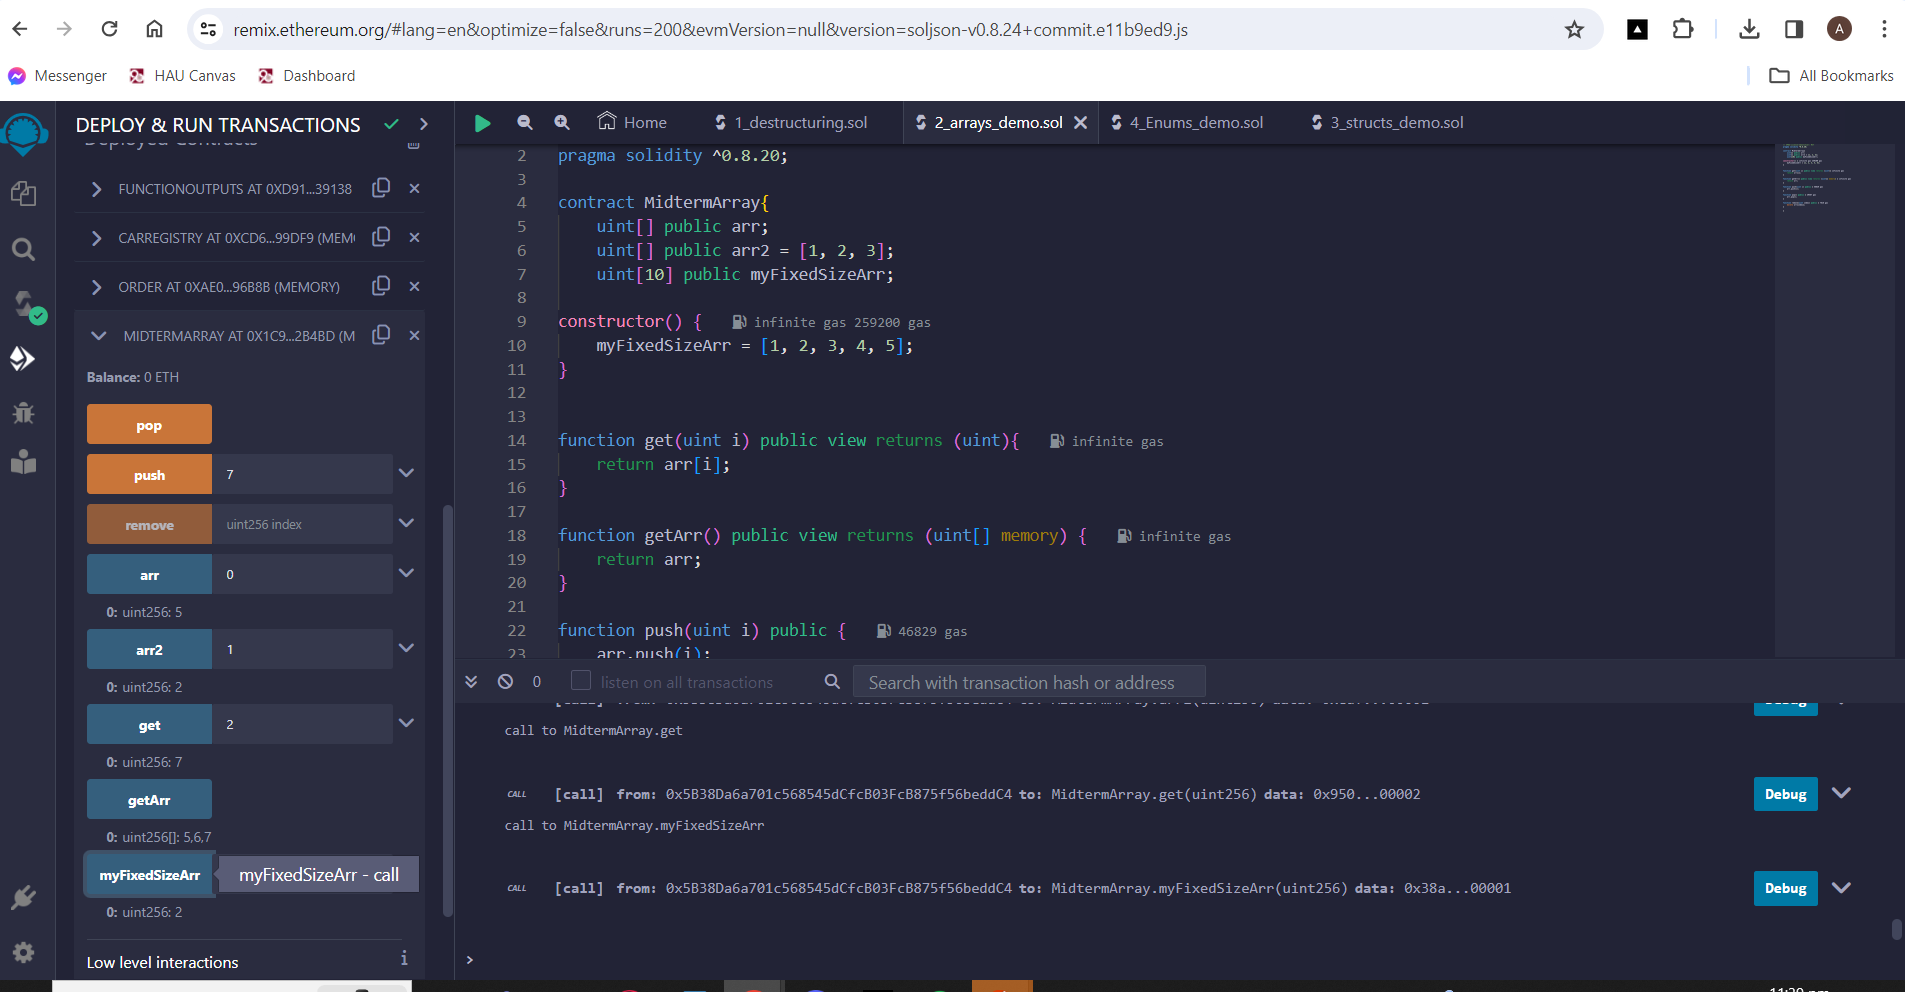 remix.ethereum.org/#lang=en&optimize=false&runs=200&evmVersion=null&version=soljson-v0.8.24+commit.e11b9ed9.js
A
Messenger
HAU Canvas
Dashboard
All Bookmarks
DEPLOY & RUN TRANSACTIONS
Deployed Contracts
FUNCTIONOUTPUTS AT 0XD91...39138
CARREGISTRY AT 0XCD6...99DF9 (MEM
ORDER AT 0XAE0...96B8B (MEMORY)
MIDTERMARRAY AT 0X1C9...2B4BD (M
Balance: 0 ETH
pop
push 7
remove uint256 index
arr 0
0: uint256: 5
arr2 1
0: uint256: 2
get 2
0: uint256: 7
getArr
0: uint256[]: 5,6,7
myFixedSizeArr myFixedSizeArr - call
0: uint256: 2
Low level interactions
i
Home
1_destructuring.sol
2_arrays_demo.sol
4_Enums_demo.sol
3_structs_demo.sol
2 pragma solidity ^0.8.20;
3
4 contract MidtermArray{
5 uint[] public arr;
6 uint[] public arr2 = [1, 2, 3];
7 uint[10] public myFixedSizeArr;
8
9 constructor() { infinite gas 259200 gas
10 myFixedSizeArr = [1, 2, 3, 4, 5];
11 }
12
13
14 function get(uint i) public view returns (uint){ infinite gas
15 return arr[i];
16 }
17
18 function getArr() public view returns (uint[] memory) { infinite gas
19 return arr;
20 }
21
22 function push(uint i) public { 46829 gas
23 arr.push(i);
0 listen on all transactions Search with transaction hash or address
Debug
call to MidtermArray.get
CALL [call] from: 0x5B38Da6a701c568545dCfcB03FcB875f56beddC4 to: MidtermArray.get(uint256) data: 0x950...00002 Debug
call to MidtermArray.myFixedSizeArr
CALL [call] from: 0x5B38Da6a701c568545dCfcB03FcB875f56beddC4 to: MidtermArray.myFixedSizeArr(uint256) data: 0x38a...00001 Debug
>